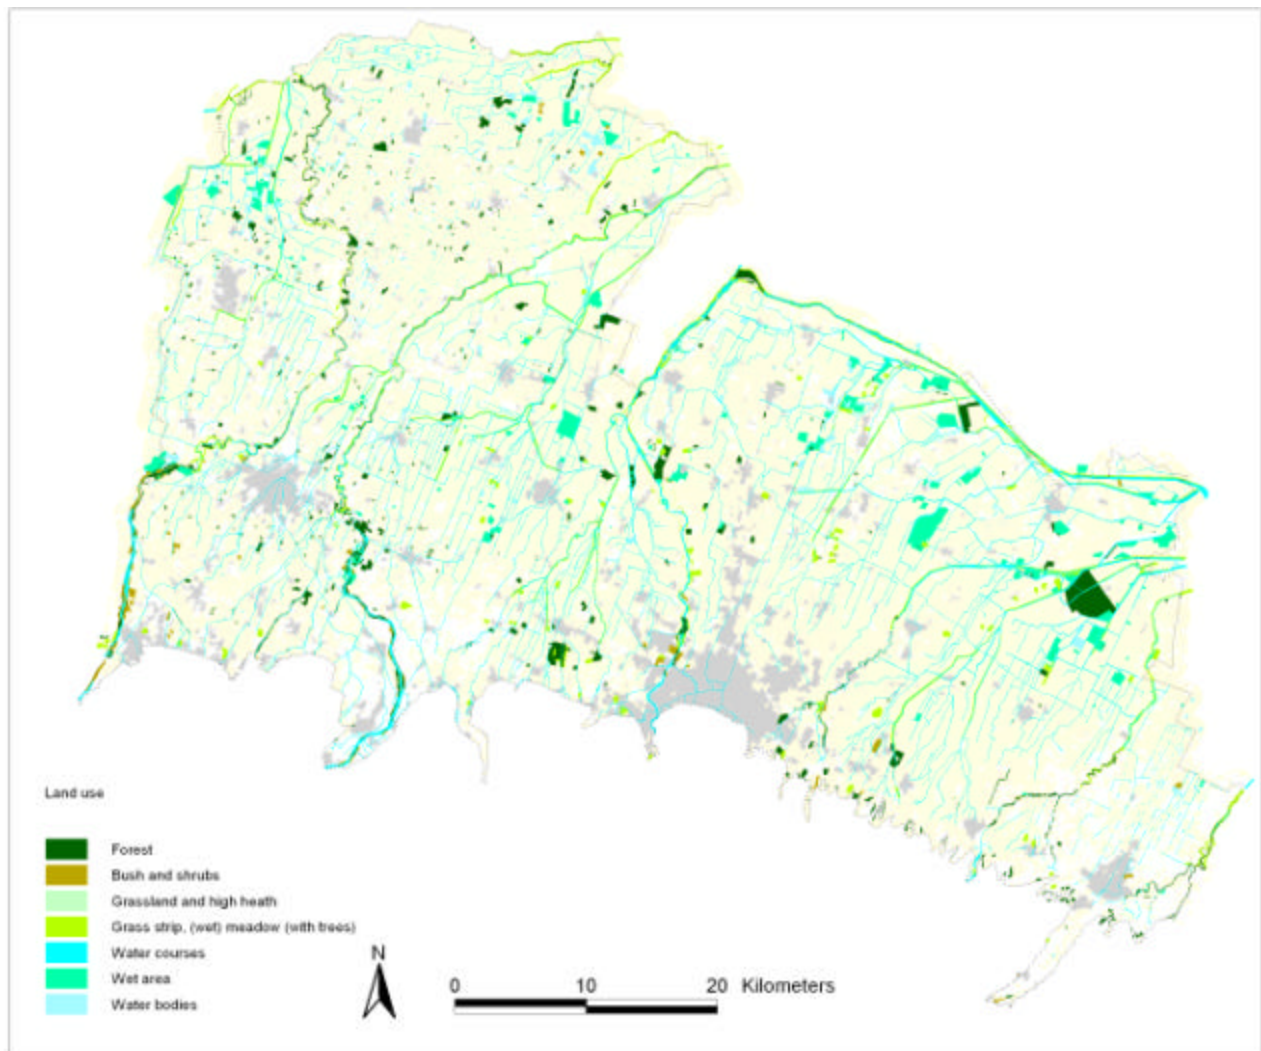 Land use
Forest
Bush and shrubs
Grassland and high heath
Grass strip, (wet) meadow (with trees)
Water courses
Wet area
Water bodies
N
0 10 20 Kilometers